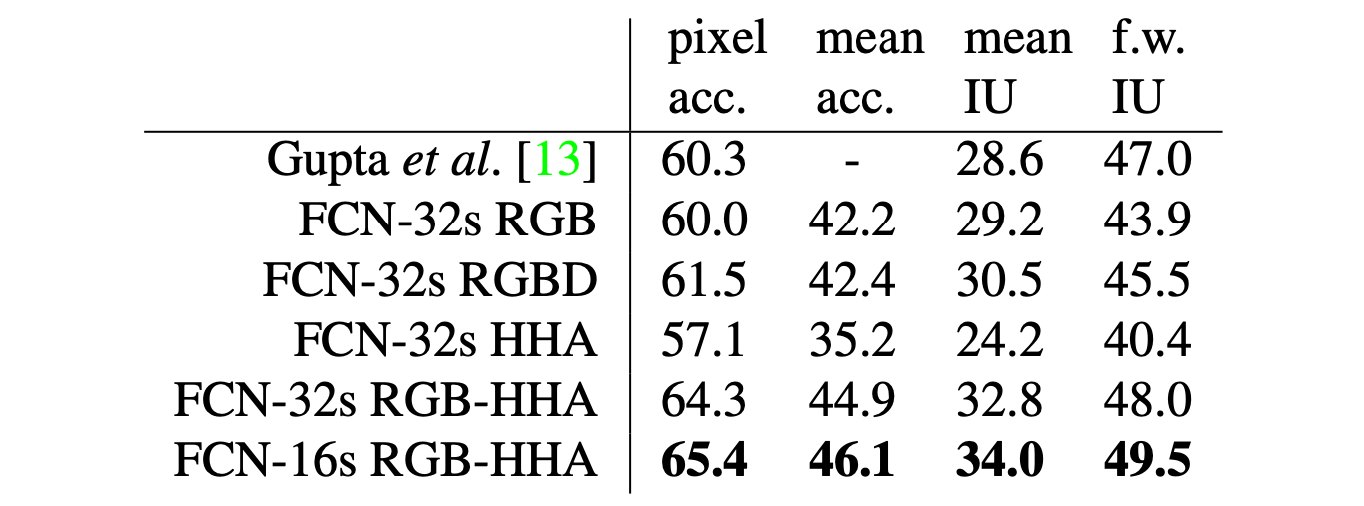 pixel mean mean f.w.
acc. acc. IU IU
Gupta et al. [13] 60.3 - 28.6 47.0
FCN-32s RGB 60.0 42.2 29.2 43.9
FCN-32s RGBD 61.5 42.4 30.5 45.5
FCN-32s HHA 57.1 35.2 24.2 40.4
FCN-32s RGB-HHA 64.3 44.9 32.8 48.0
FCN-16s RGB-HHA 65.4 46.1 34.0 49.5